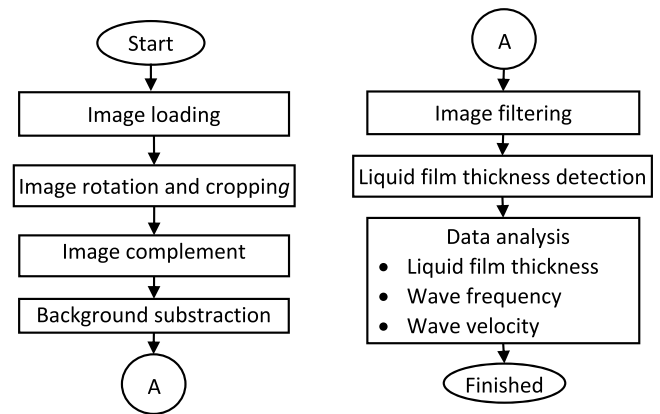 Start
Image loading
Image rotation and cropping
Image complement
Background substraction
A
A
Image filtering
Liquid film thickness detection
Data analysis
• Liquid film thickness
• Wave frequency
• Wave velocity
Finished